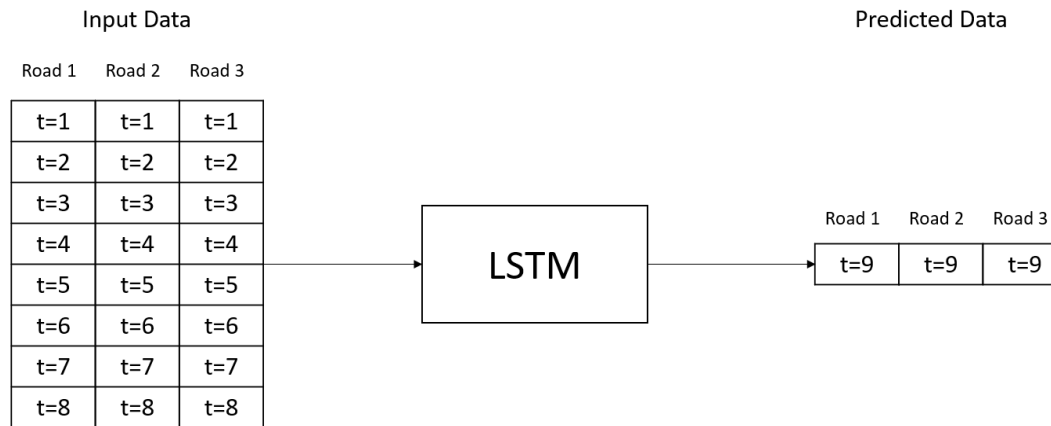 Input Data
Predicted Data
Road 1 Road 2 Road 3
t=1 t=1 t=1
t=2 t=2 t=2
t=3 t=3 t=3
t=4 t=4 t=4
t=5 t=5 t=5
t=6 t=6 t=6
t=7 t=7 t=7
t=8 t=8 t=8
LSTM
Road 1 Road 2 Road 3
t=9 t=9 t=9